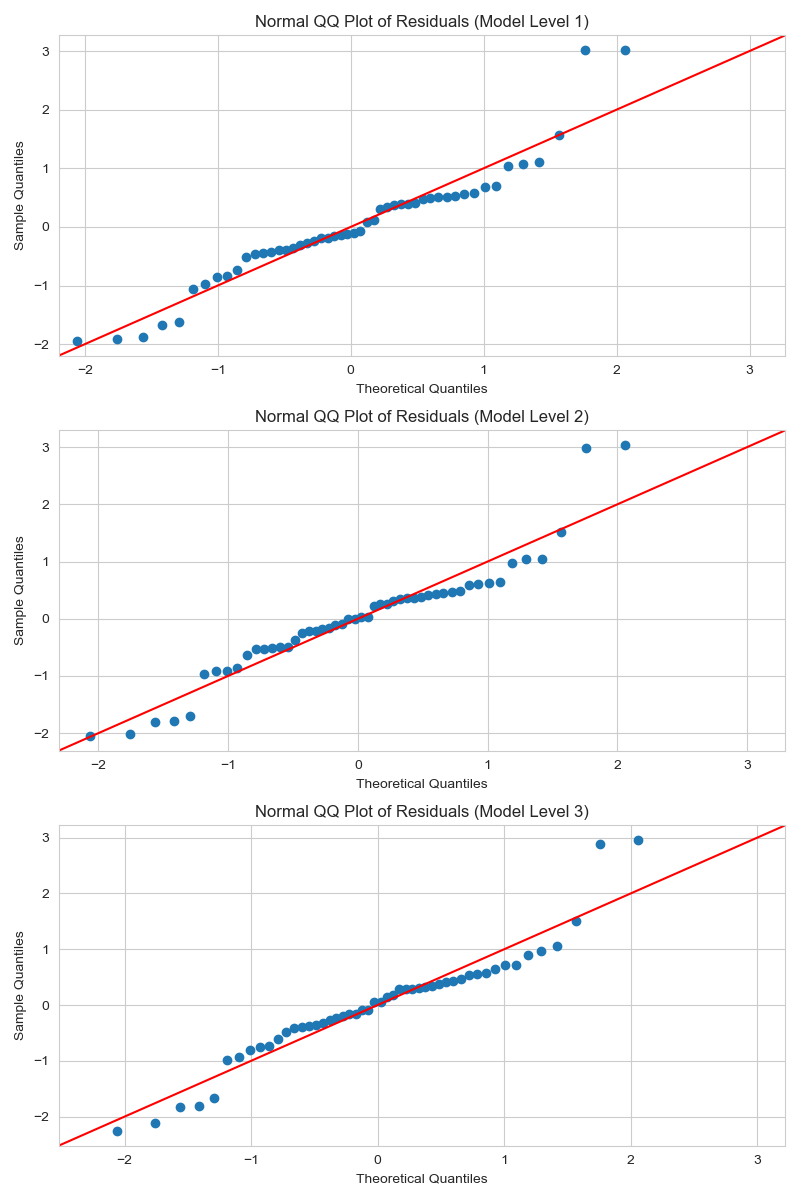 Normal QQ Plot of Residuals (Model Level 1)
3
2
1
0
−1
−2
Sample Quantiles
−2 −1 0 1 2 3
Theoretical Quantiles
Normal QQ Plot of Residuals (Model Level 2)
3
2
1
0
−1
−2
Sample Quantiles
−2 −1 0 1 2 3
Theoretical Quantiles
Normal QQ Plot of Residuals (Model Level 3)
3
2
1
0
−1
−2
Sample Quantiles
−2 −1 0 1 2 3
Theoretical Quantiles